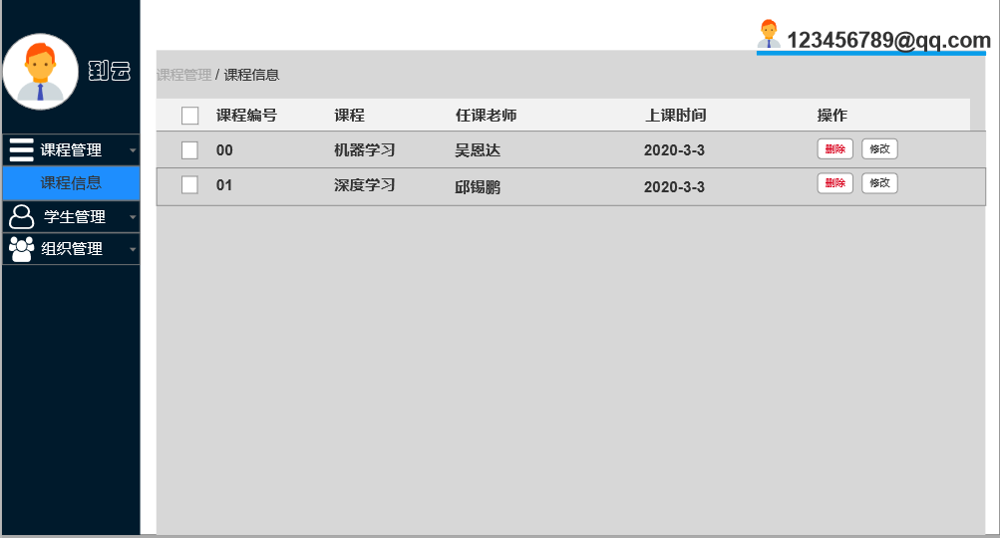 123456789@qq.com
到云
课程管理 / 课程信息
课程编号 课程 任课老师 上课时间 操作
00 机器学习 吴恩达 2020-3-3 删除 修改
01 深度学习 邱锡鹏 2020-3-3 删除 修改
课程管理
课程信息
学生管理
组织管理